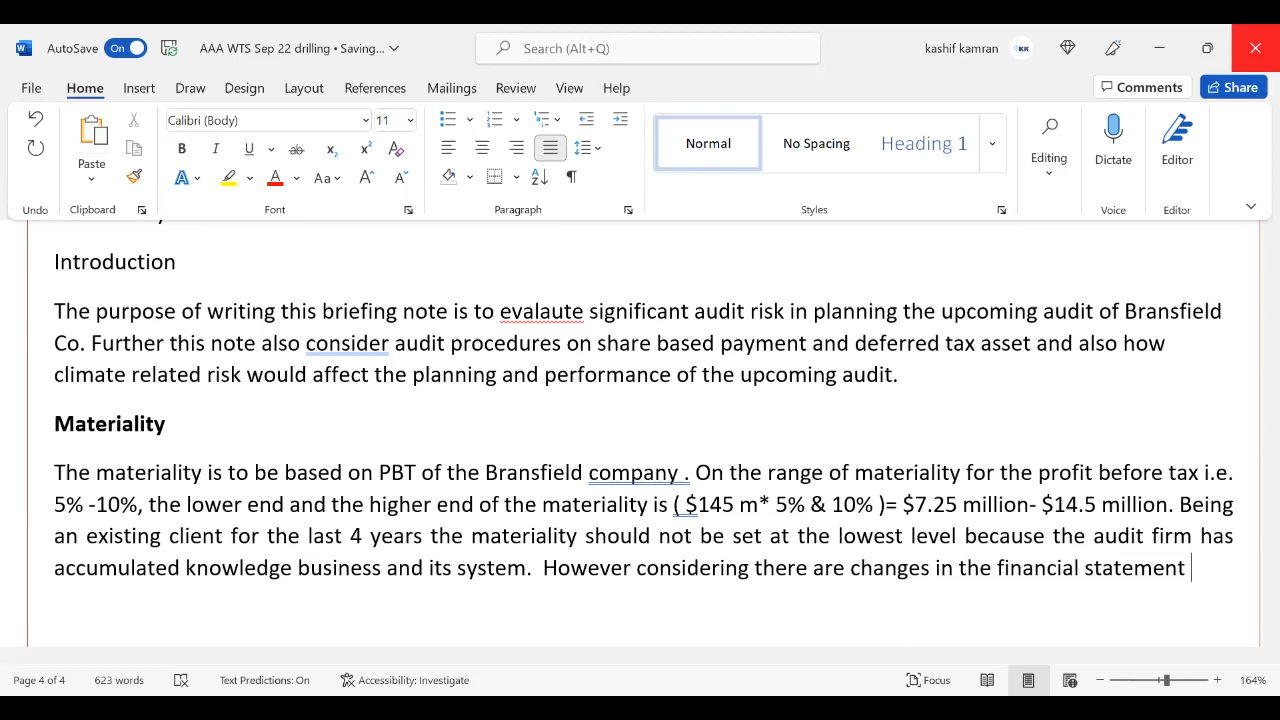 AutoSave On AAA WTS Sep 22 drilling • Saving... Search (Alt+Q) kashif kamran KK
File Home Insert Draw Design Layout References Mailings Review View Help Comments Share
Calibri (Body) 11
Paste
Normal No Spacing Heading 1
Editing Dictate Editor
Undo Clipboard Font Paragraph Styles Voice Editor
Introduction
The purpose of writing this briefing note is to evalaute significant audit risk in planning the upcoming audit of Bransfield
Co. Further this note also consider audit procedures on share based payment and deferred tax asset and also how
climate related risk would affect the planning and performance of the upcoming audit.
Materiality
The materiality is to be based on PBT of the Bransfield company . On the range of materiality for the profit before tax i.e.
5% -10%, the lower end and the higher end of the materiality is ( $145 m* 5% & 10% )= $7.25 million- $14.5 million. Being
an existing client for the last 4 years the materiality should not be set at the lowest level because the audit firm has
accumulated knowledge business and its system.  However considering there are changes in the financial statement
Page 4 of 4 623 words Text Predictions: On Accessibility: Investigate Focus 164%